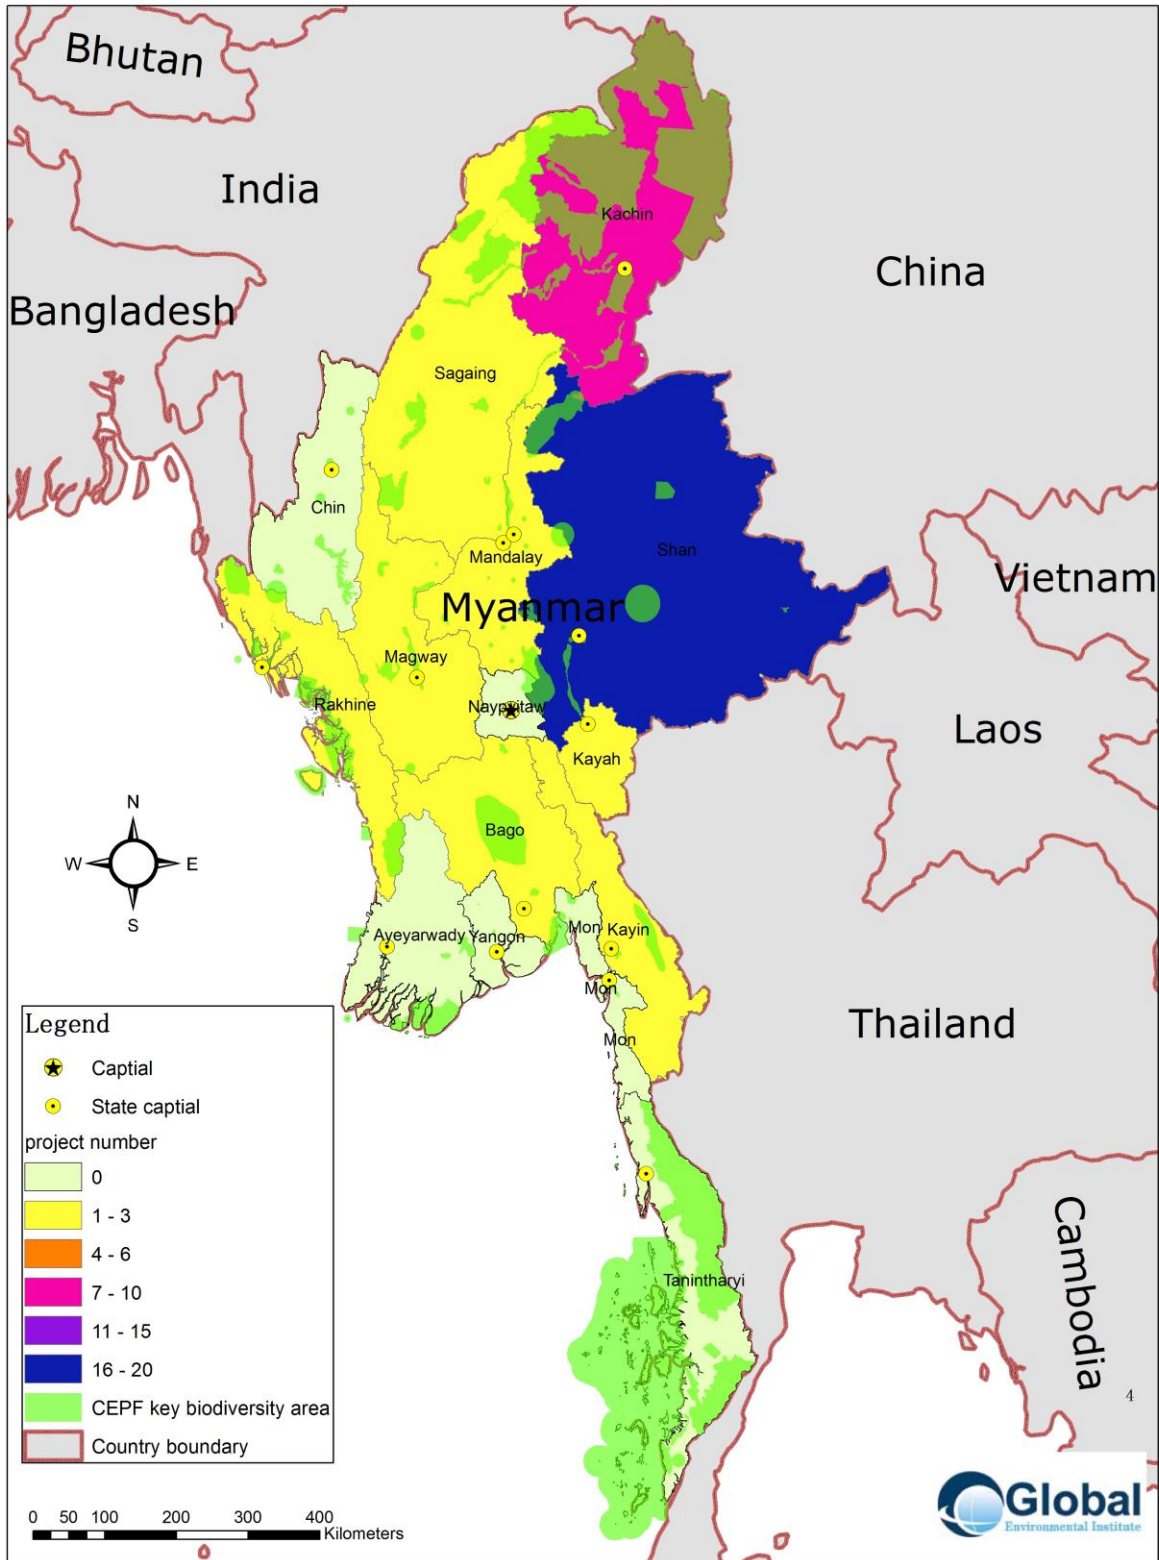 Bhutan
India
China
Kachin
Bangladesh
Sagaing
Chin
Mandalay
Shan
Vietnam
Myanmar
Magway
Rakhine
Naypyitaw
Laos
Kayah
Bago
N
W
E
S
Ayeyarwady
Yangon
Mon
Kayin
Mon
Mon
Thailand
Cambodia
Tanintharyi
Legend
Captial
State captial
project number
0
1 - 3
4 - 6
7 - 10
11 - 15
16 - 20
CEPF key biodiversity area
Country boundary
4
0 50 100 200 300 400
Kilometers
Global
Environmental Institute